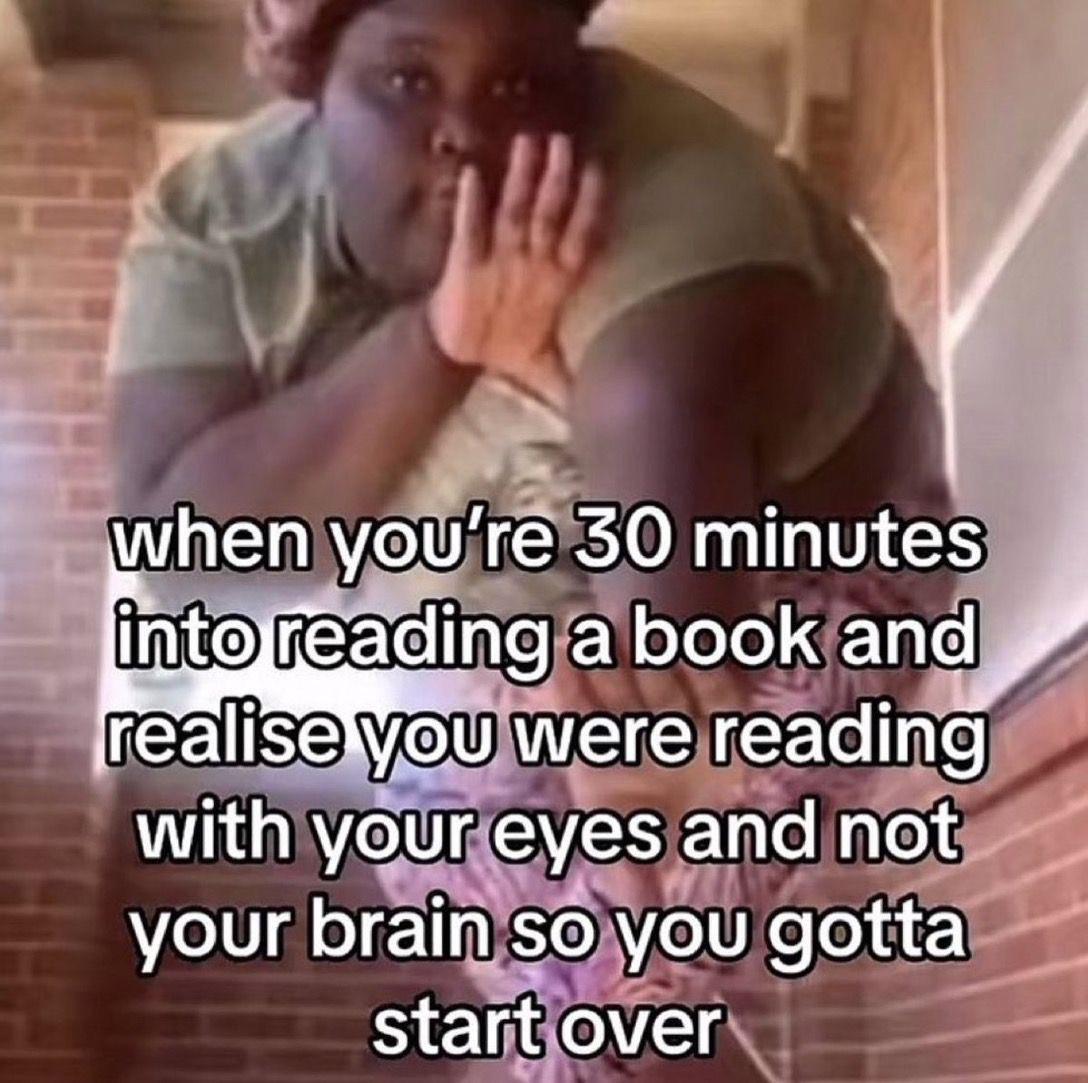 when you're 30 minutes
into reading a book and
realise you were reading
with your eyes and not
your brain so you gotta
start over